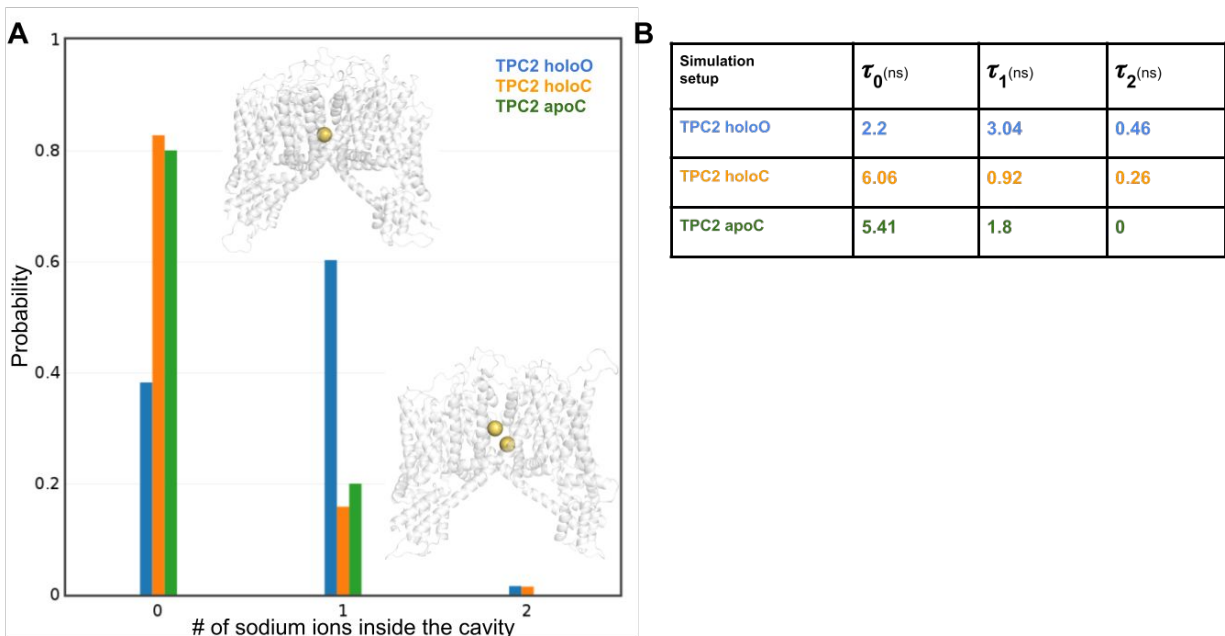 A
1
TPC2 holoO
TPC2 holoC
TPC2 apoC
0.8
0.6
0.4
0.2
0
Probability
0 1 2
# of sodium ions inside the cavity
B
Simulation setup τ0(ns) τ1(ns) τ2(ns)
TPC2 holoO 2.2 3.04 0.46
TPC2 holoC 6.06 0.92 0.26
TPC2 apoC 5.41 1.8 0